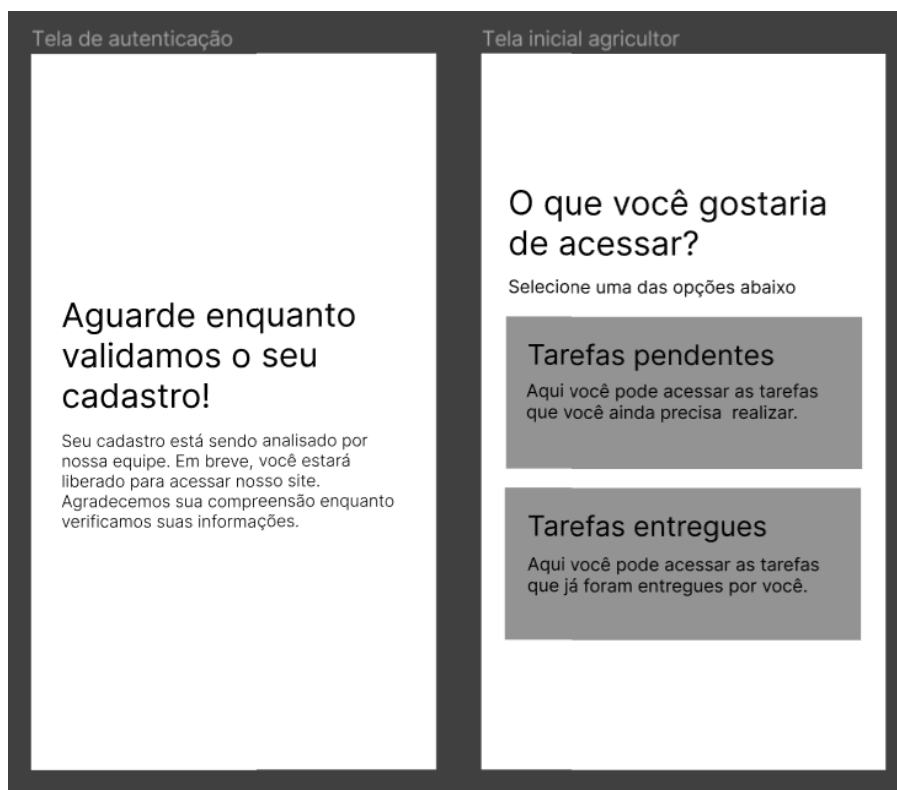 Tela de autenticação
Aguarde enquanto
validamos o seu
cadastro!
Seu cadastro está sendo analisado por
nossa equipe. Em breve, você estará
liberado para acessar nosso site.
Agradecemos sua compreensão enquanto
verificamos suas informações.
Tela inicial agricultor
O que você gostaria
de acessar?
Selecione uma das opções abaixo
Tarefas pendentes
Aqui você pode acessar as tarefas
que você ainda precisa  realizar.
Tarefas entregues
Aqui você pode acessar as tarefas
que já foram entregues por você.